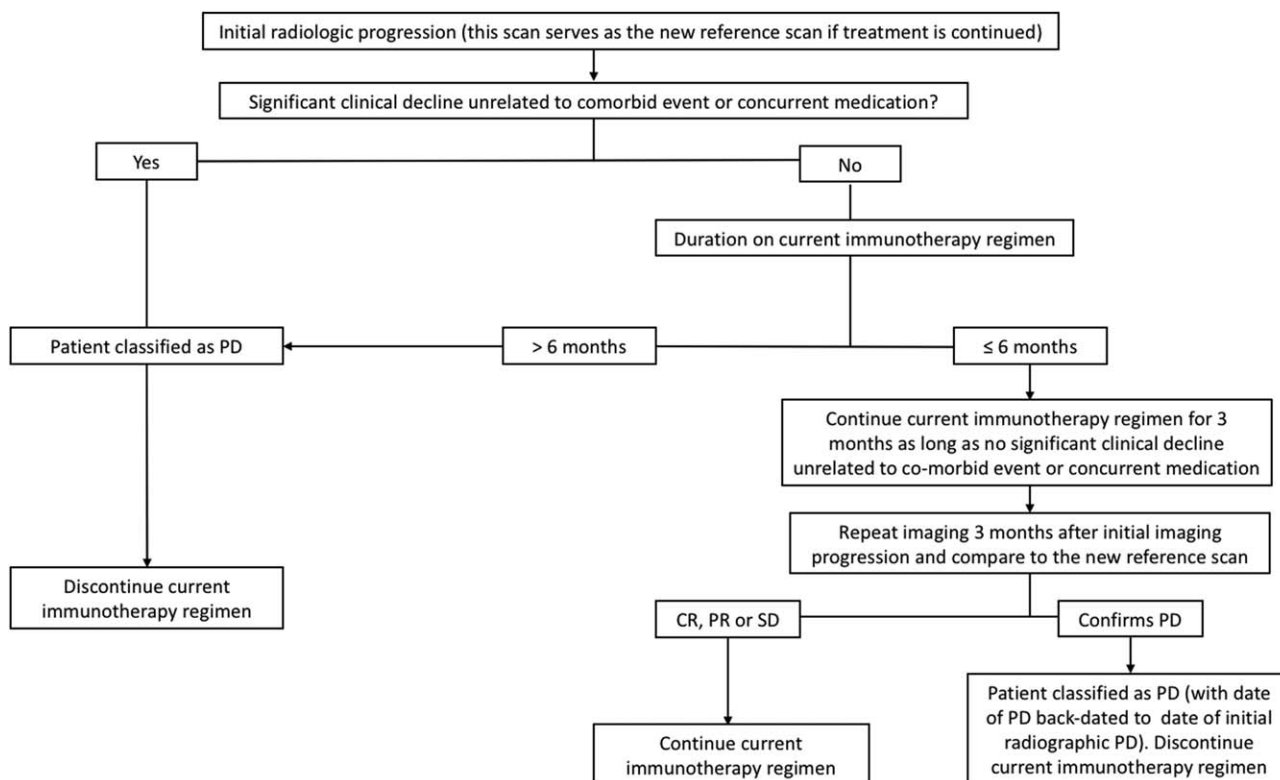 Initial radiologic progression (this scan serves as the new reference scan if treatment is continued)
Significant clinical decline unrelated to comorbid event or concurrent medication?
Yes
No
Duration on current immunotherapy regimen
Patient classified as PD
> 6 months
≤ 6 months
Continue current immunotherapy regimen for 3
months as long as no significant clinical decline
unrelated to co-morbid event or concurrent medication
Repeat imaging 3 months after initial imaging
progression and compare to the new reference scan
Discontinue current
immunotherapy regimen
CR, PR or SD
Confirms PD
Continue current
immunotherapy regimen
Patient classified as PD (with date
of PD back-dated to date of initial
radiographic PD). Discontinue
current immunotherapy regimen